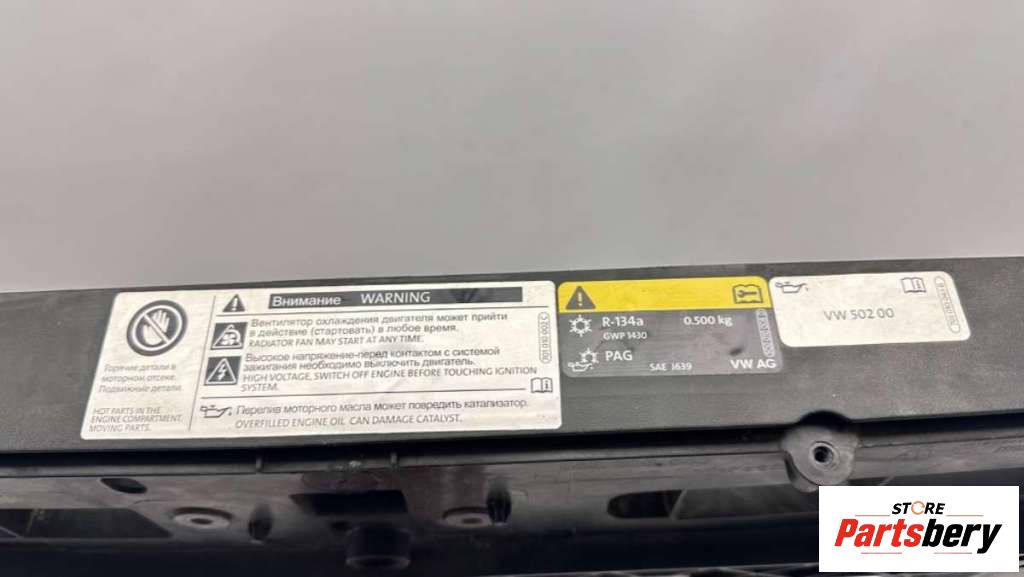 Внимание WARNING
Вентилятор охлаждения двигателя может прийти
в действие (стартовать) в любое время.
RADIATOR FAN MAY START AT ANY TIME.
Высокое напряжение-перед контактом с системой
зажигания необходимо выключить двигатель.
HIGH VOLTAGE, SWITCH OFF ENGINE BEFORE TOUCHING IGNITION
SYSTEM.
Перелив моторного масла может повредить катализатор.
OVERFILLED ENGINE OIL CAN DAMAGE CATALYST.
Горячие детали в
моторном отсеке.
Подвижные детали.
HOT PARTS IN THE
ENGINE COMPARTMENT,
MOVING PARTS.
R-134a 0.500 kg
GWP 1430
PAG
SAE J639 VW AG
VW 502 00
STORE
Partsbery